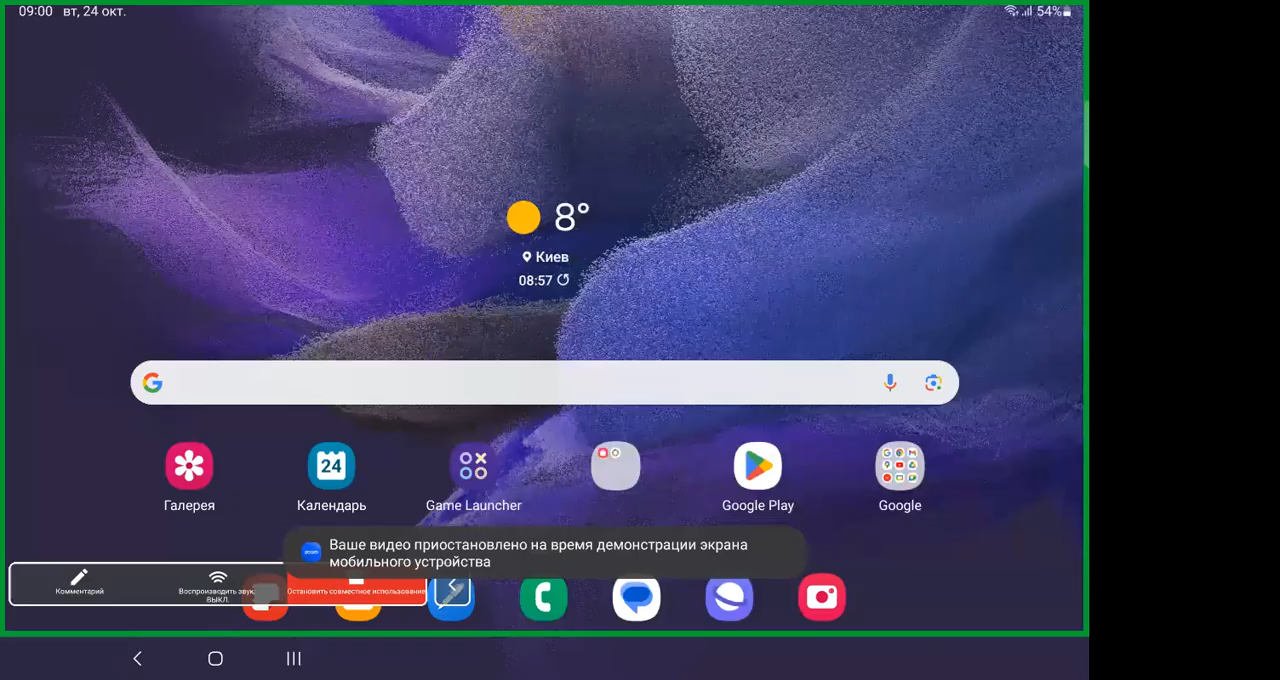 09:00 вт, 24 окт.
54%
8°
Киев
08:57
24
Галерея
Календарь
Game Launcher
Google Play
Google
zoom
Ваше видео приостановлено на время демонстрации экрана
мобильного устройства
Комментарий
Воспроизводить звук:
ВЫКЛ.
Остановить совместное использование